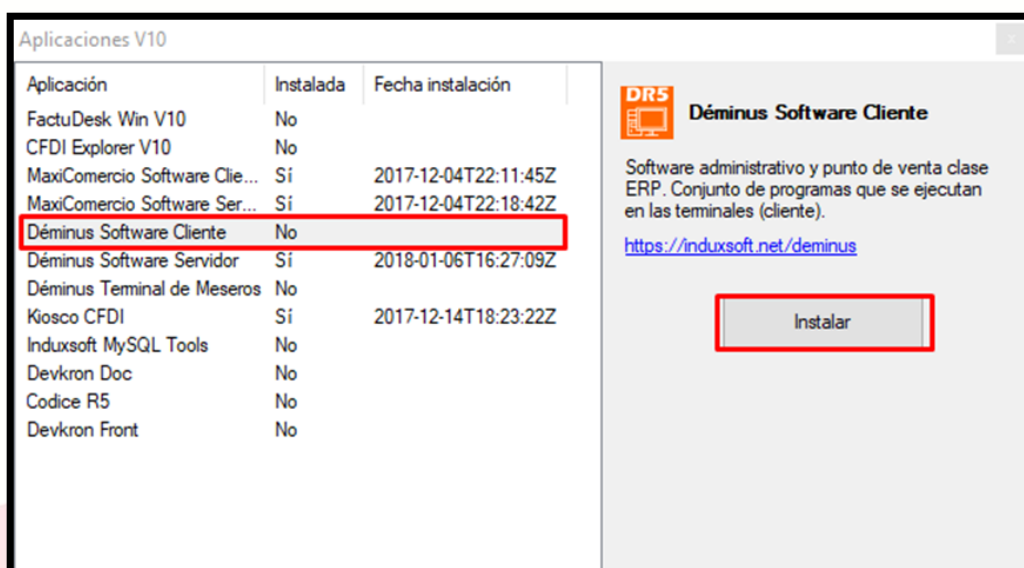 Aplicaciones V10
x
Aplicación Instalada Fecha instalación
FactuDesk Win V10 No
CFDI Explorer V10 No
MaxiComercio Software Clie... Sí 2017-12-04T22:11:45Z
MaxiComercio Software Ser... Sí 2017-12-04T22:18:42Z
Déminus Software Cliente No
Déminus Software Servidor Sí 2018-01-06T16:27:09Z
Déminus Terminal de Meseros No
Kiosco CFDI Sí 2017-12-14T18:23:22Z
Induxsoft MySQL Tools No
Devkron Doc No
Codice R5 No
Devkron Front No
DR5
Déminus Software Cliente
Software administrativo y punto de venta clase
ERP. Conjunto de programas que se ejecutan
en las terminales (cliente).
https://induxsoft.net/deminus
Instalar